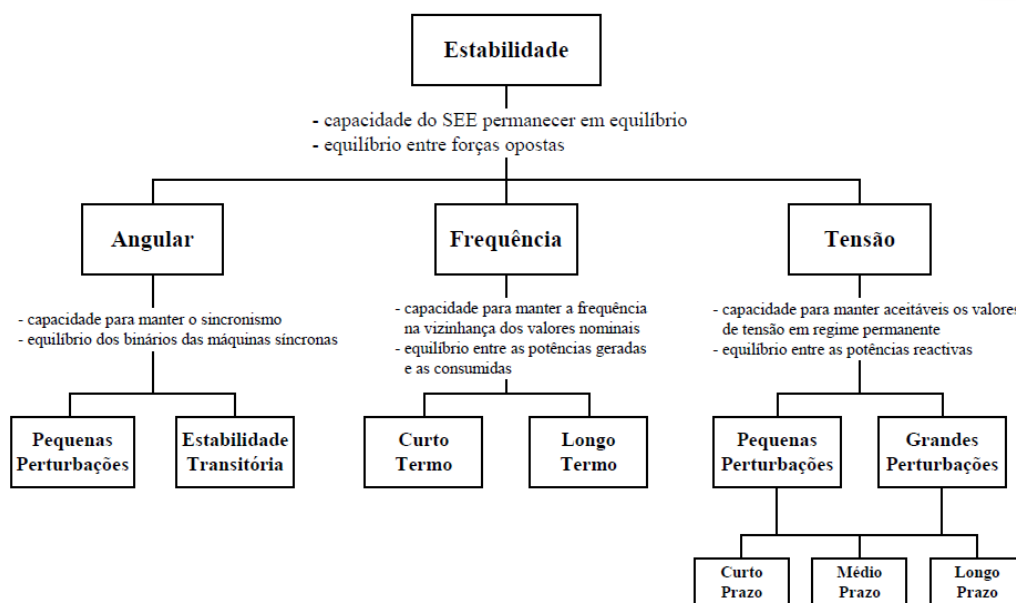 Estabilidade
- capacidade do SEE permanecer em equilíbrio
- equilíbrio entre forças opostas
Angular
- capacidade para manter o sincronismo
- equilíbrio dos binários das máquinas síncronas
Frequência
- capacidade para manter a frequência
na vizinhança dos valores nominais
- equilíbrio entre as potências geradas
e as consumidas
Tensão
- capacidade para manter aceitáveis os valores
de tensão em regime permanente
- equilíbrio entre as potências reactivas
Pequenas
Perturbações
Estabilidade
Transitória
Curto
Termo
Longo
Termo
Pequenas
Perturbações
Grandes
Perturbações
Curto
Prazo
Médio
Prazo
Longo
Prazo